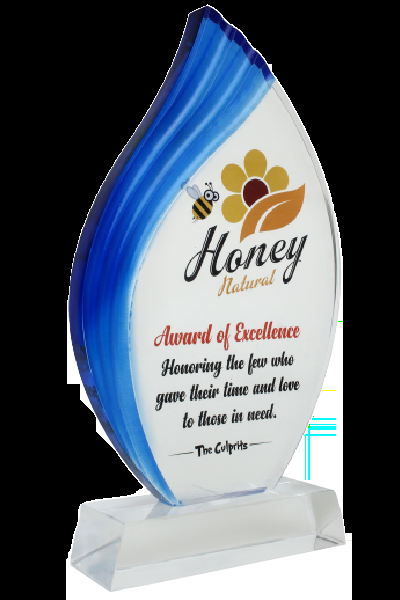 Honey
Natural
Award of Excellence
Honoring the few who
gave their time and love
to those in need.
The Culprits